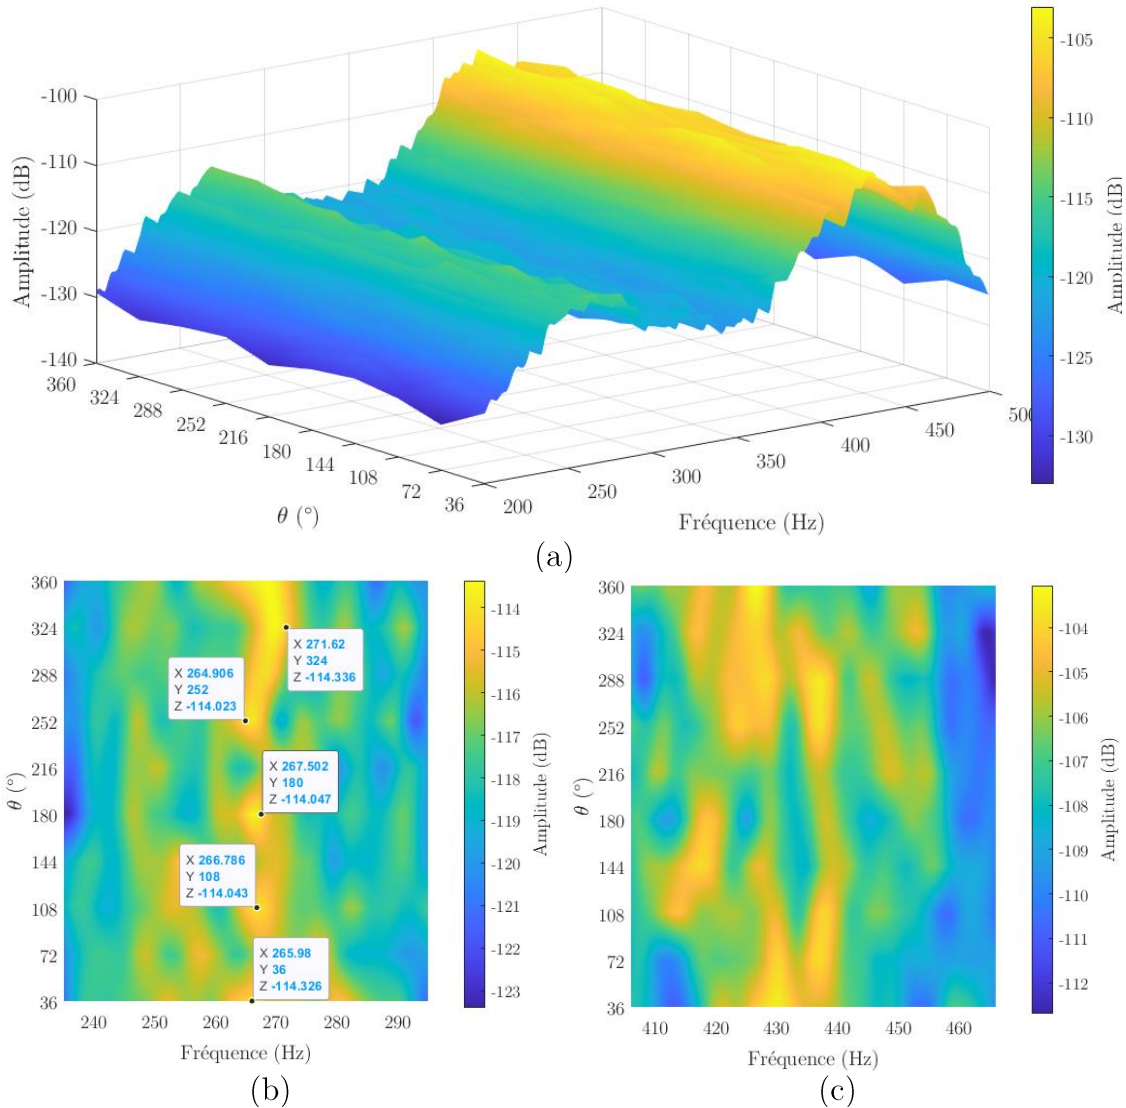 -100
-110
-120
-130
-140
Amplitude (dB)
360
324
288
252
216
180
144
108
72
36
θ (°)
200
250
300
350
400
450
500
Fréquence (Hz)
-105
-110
-115
-120
-125
-130
Amplitude (dB)
(a)
360
324
288
252
216
180
144
108
72
36
θ (°)
X 271.62
Y 324
Z -114.336
X 264.906
Y 252
Z -114.023
X 267.502
Y 180
Z -114.047
X 266.786
Y 108
Z -114.043
X 265.98
Y 36
Z -114.326
240
250
260
270
280
290
Fréquence (Hz)
-114
-115
-116
-117
-118
-119
-120
-121
-122
-123
Amplitude (dB)
(b)
360
324
288
252
216
180
144
108
72
36
θ (°)
410
420
430
440
450
460
Fréquence (Hz)
-104
-105
-106
-107
-108
-109
-110
-111
-112
Amplitude (dB)
(c)